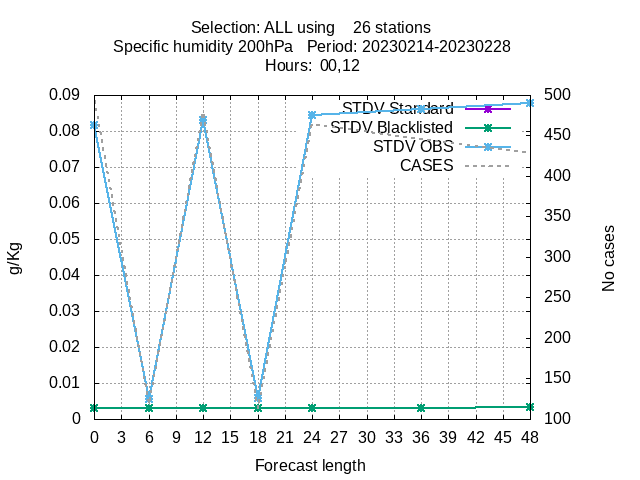 Selection: ALL using    26 stations
Specific humidity 200hPa   Period: 20230214-20230228
Hours:  00,12
0.09
0.08
0.07
0.06
0.05
0.04
0.03
0.02
0.01
0
g/Kg
STDV Standard
STDV Blacklisted
STDV OBS
CASES
500
450
400
350
300
250
200
150
100
No cases
0 3 6 9 12 15 18 21 24 27 30 33 36 39 42 45 48
Forecast length